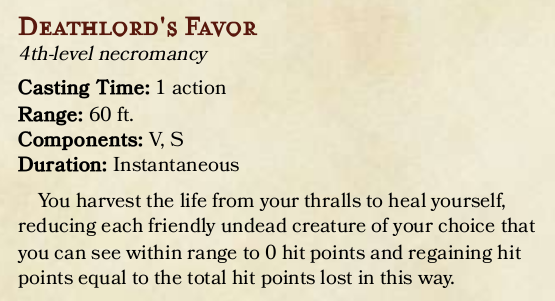 Deathlord's Favor
4th-level necromancy
Casting Time: 1 action
Range: 60 ft.
Components: V, S
Duration: Instantaneous
You harvest the life from your thralls to heal yourself,
reducing each friendly undead creature of your choice that
you can see within range to 0 hit points and regaining hit
points equal to the total hit points lost in this way.